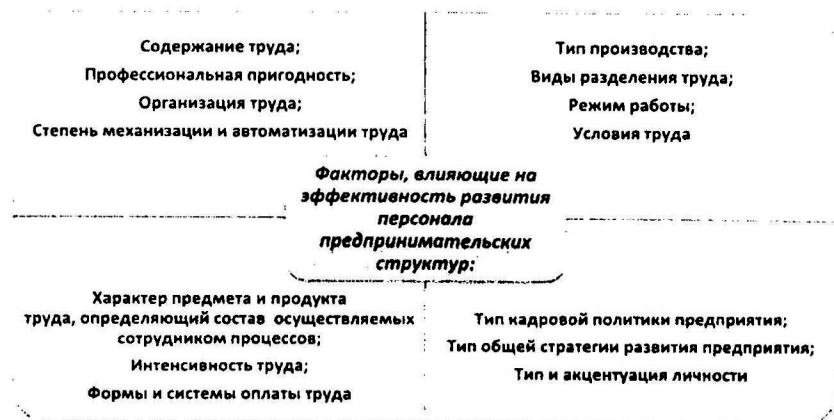 Содержание труда;
Профессиональная пригодность;
Организация труда;
Степень механизации и автоматизации труда
Тип производства;
Виды разделения труда;
Режим работы;
Условия труда
Факторы, влияющие на
эффективность развития
персонала
предпринимательских
структур:
Характер предмета и продукта
труда, определяющий состав осуществляемых
сотрудником процессов;
Интенсивность труда;
Формы и системы оплаты труда
Тип кадровой политики предприятия;
Тип общей стратегии развития предприятия;
Тип и акцентуация личности